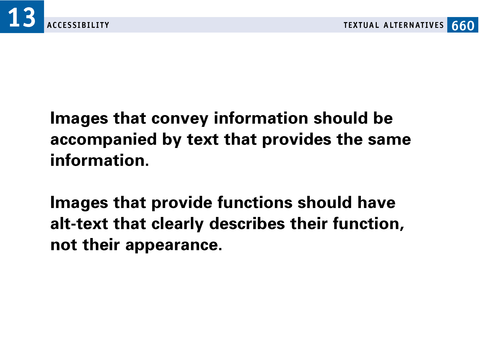 13
ACCESSIBILITY
TEXTUAL ALTERNATIVES 660
Images that convey information should be
accompanied by text that provides the same
information.
Images that provide functions should have
alt-text that clearly describes their function,
not their appearance.